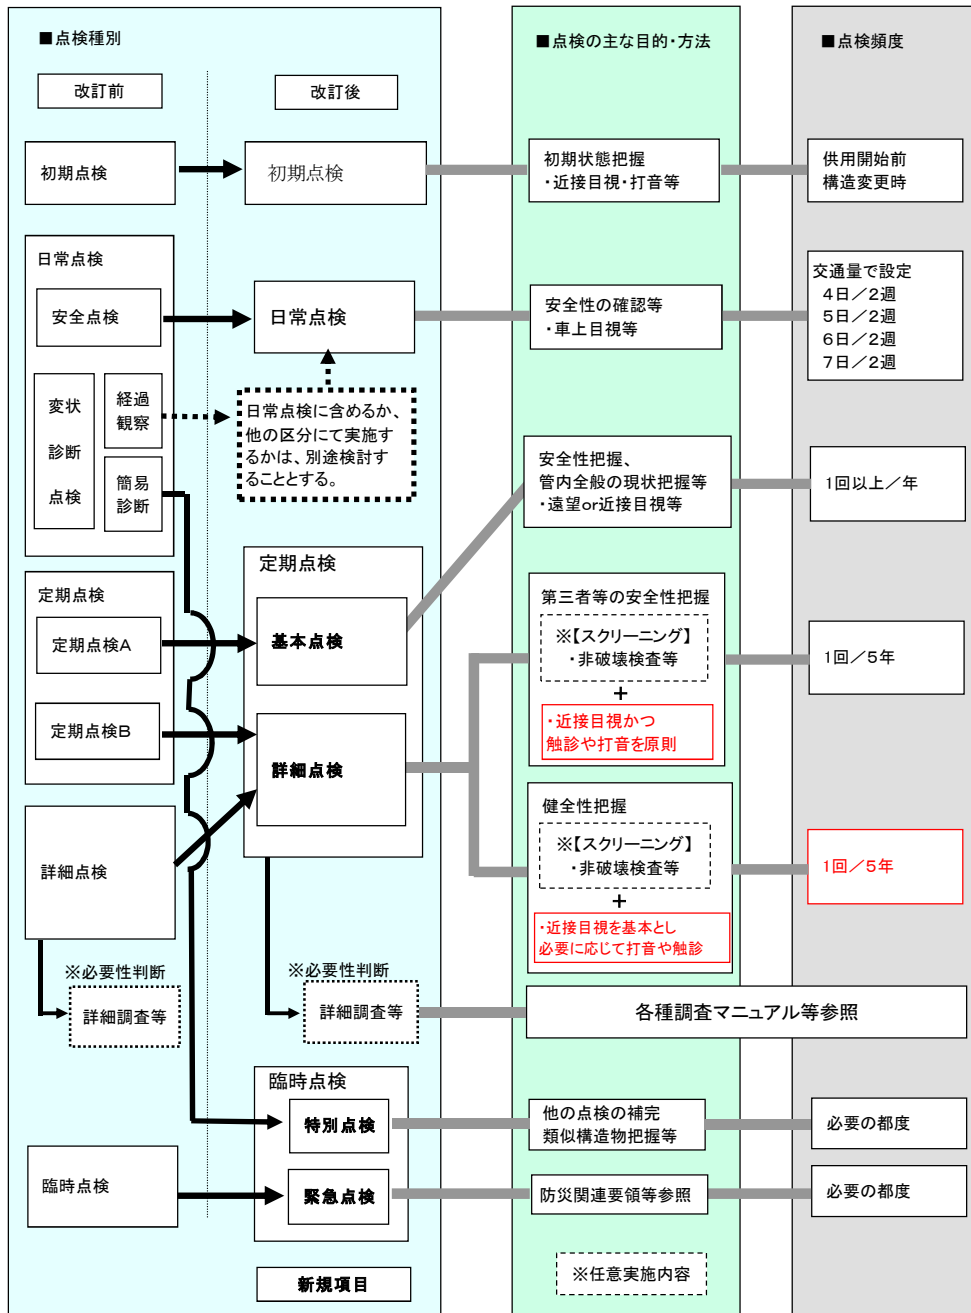 ■点検種別
■点検の主な目的・方法
■点検頻度
改訂前
改訂後
初期点検
初期点検
初期状態把握
・近接目視・打音等
供用開始前
構造変更時
日常点検
安全点検
日常点検
安全性の確認等
・車上目視等
交通量で設定
4日／2週
5日／2週
6日／2週
7日／2週
変状
診断
点検
経過
観察
簡易
診断
日常点検に含めるか、
他の区分にて実施す
るかは、別途検討す
ることとする。
安全性把握、
管内全般の現状把握等
・遠望or近接目視等
1回以上／年
定期点検
定期点検A
定期点検B
定期点検
基本点検
詳細点検
第三者等の安全性把握
※【スクリーニング】
・非破壊検査等
+
・近接目視かつ
触診や打音を原則
1回／5年
詳細点検
健全性把握
※【スクリーニング】
・非破壊検査等
+
・近接目視を基本とし
必要に応じて打音や触診
1回／5年
※必要性判断
詳細調査等
※必要性判断
詳細調査等
各種調査マニュアル等参照
臨時点検
特別点検
他の点検の補完
類似構造物把握等
必要の都度
臨時点検
緊急点検
防災関連要領等参照
必要の都度
新規項目
※任意実施内容